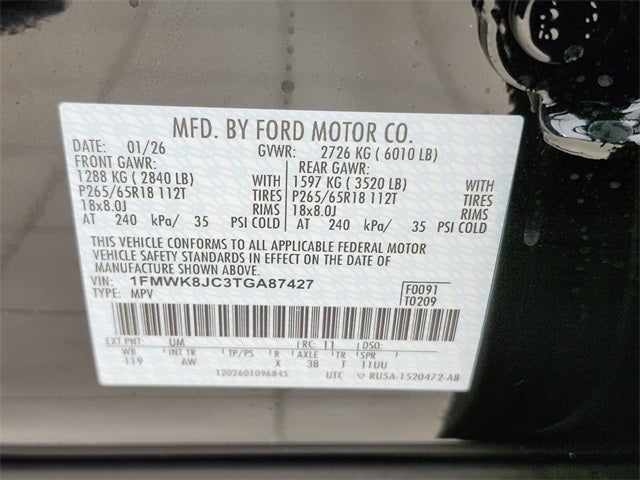 MFD. BY FORD MOTOR CO.
DATE: 01/26 GVWR: 2726 KG ( 6010 LB)
FRONT GAWR: REAR GAWR:
1288 KG ( 2840 LB) WITH 1597 KG ( 3520 LB) WITH
P265/65R18 112T TIRES P265/65R18 112T TIRES
18x8.0J RIMS 18x8.0J RIMS
AT 240 kPa/ 35 PSI COLD AT 240 kPa/ 35 PSI COLD
THIS VEHICLE CONFORMS TO ALL APPLICABLE FEDERAL MOTOR
VEHICLE SAFETY STANDARDS IN EFFECT ON THE DATE OF
MANUFACTURE SHOWN ABOVE.
VIN: 1FMWK8JC3TGA87427 F0091
TYPE: MPV T0209
EXT PNT: UM RC: 11 DSO:
WB INT TR TP/PS R AXLE TR SPR
119 AW X 3B T 11UU
1202601096845 UTC ▽ RU5A-1520472-AB